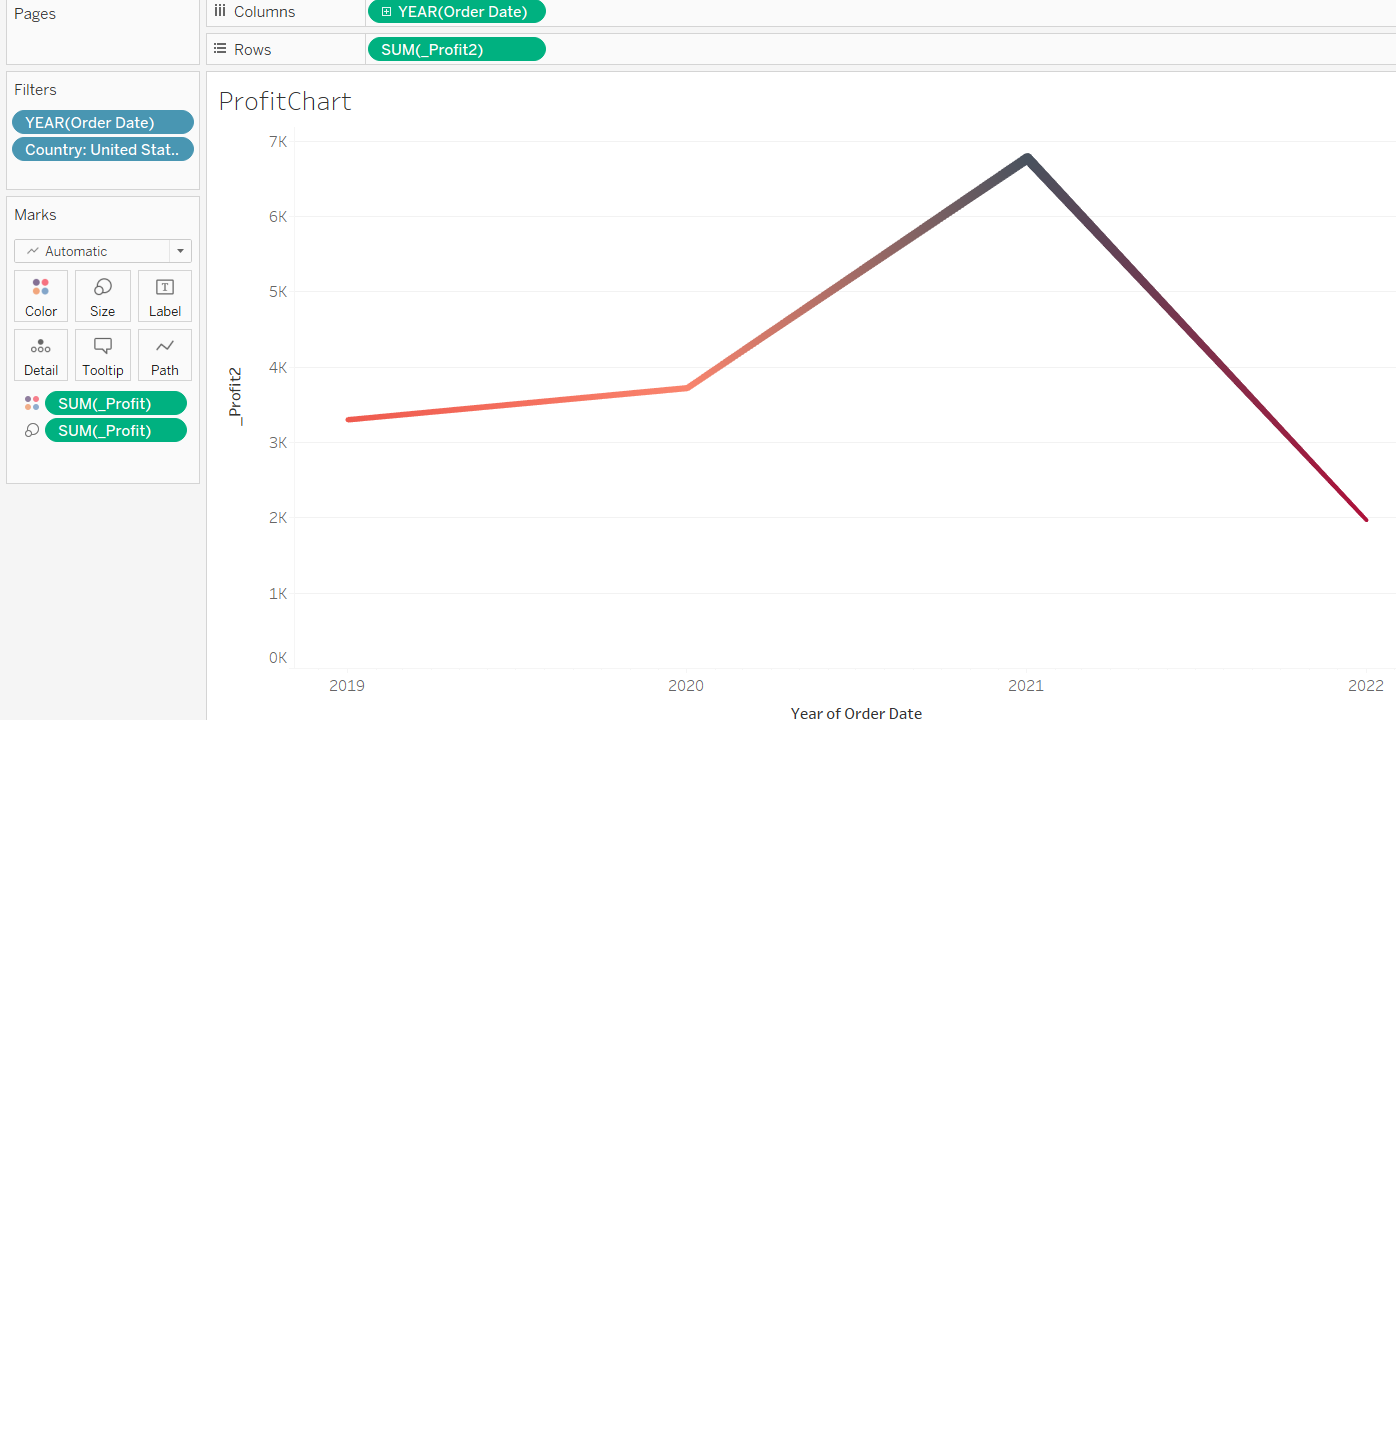 Pages
Columns
YEAR(Order Date)
Rows
SUM(_Profit2)
Filters
YEAR(Order Date)
Country: United Stat..
Marks
Automatic
Color
Size
Label
Detail
Tooltip
Path
SUM(_Profit)
SUM(_Profit)
ProfitChart
7K
6K
5K
4K
3K
2K
1K
0K
_Profit2
2019
2020
2021
2022
Year of Order Date